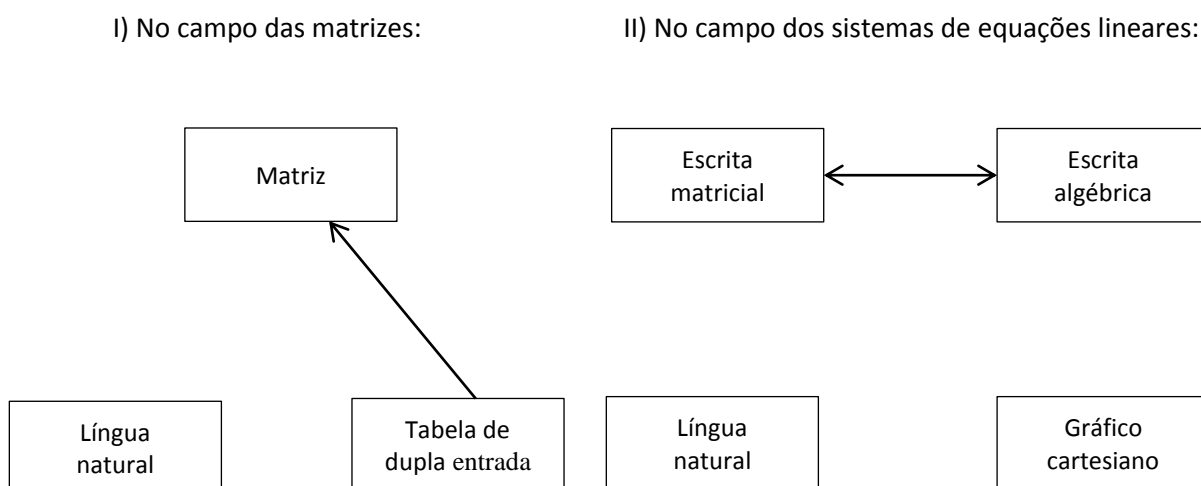 I) No campo das matrizes:
II) No campo dos sistemas de equações lineares:
Matriz
Escrita
matricial
Escrita
algébrica
Língua
natural
Tabela de
dupla entrada
Língua
natural
Gráfico
cartesiano